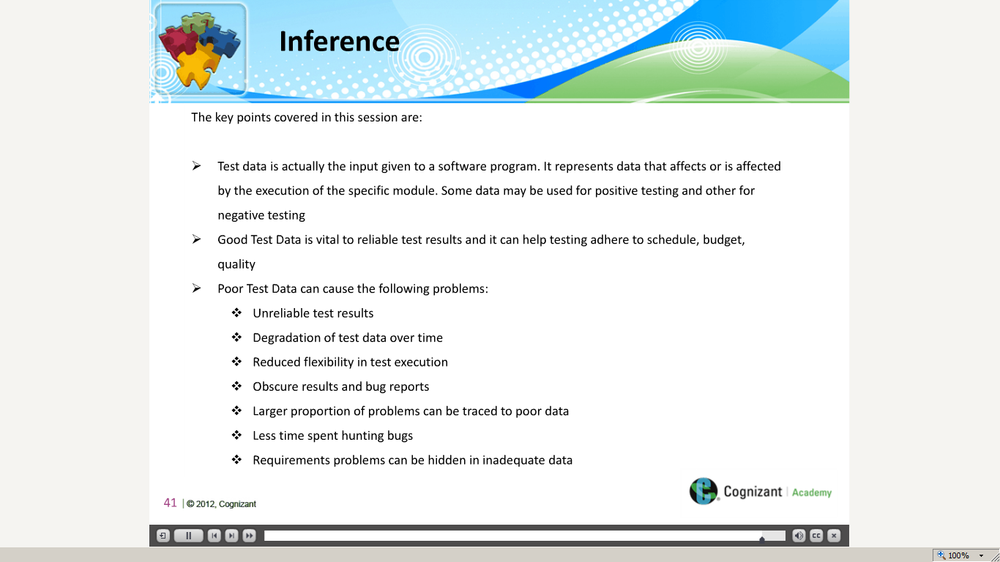 Inference
The key points covered in this session are:
➢ Test data is actually the input given to a software program. It represents data that affects or is affected
by the execution of the specific module. Some data may be used for positive testing and other for
negative testing
➢ Good Test Data is vital to reliable test results and it can help testing adhere to schedule, budget,
quality
➢ Poor Test Data can cause the following problems:
❖ Unreliable test results
❖ Degradation of test data over time
❖ Reduced flexibility in test execution
❖ Obscure results and bug reports
❖ Larger proportion of problems can be traced to poor data
❖ Less time spent hunting bugs
❖ Requirements problems can be hidden in inadequate data
Cognizant | Academy
41 | © 2012, Cognizant
CC
100%